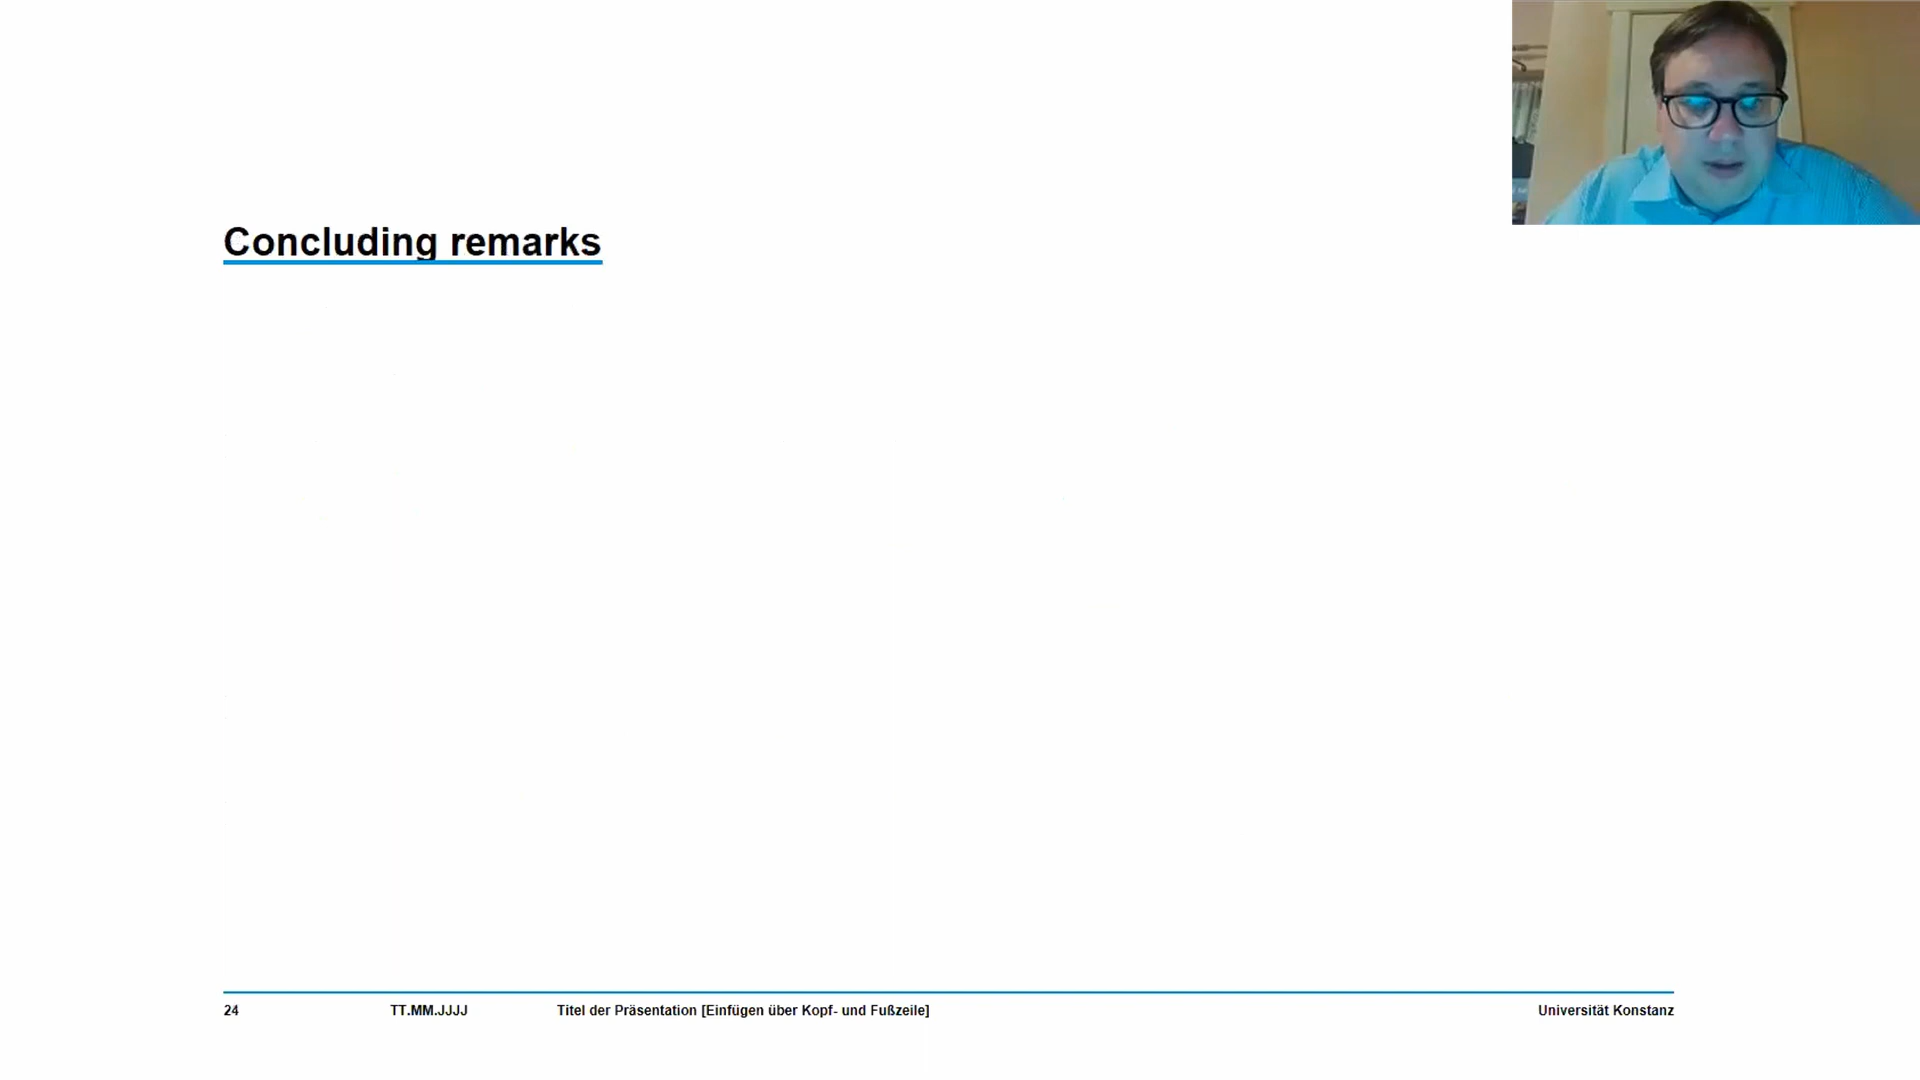 Concluding remarks
24 TT.MM.JJJJ Titel der Präsentation [Einfügen über Kopf- und Fußzeile] Universität Konstanz